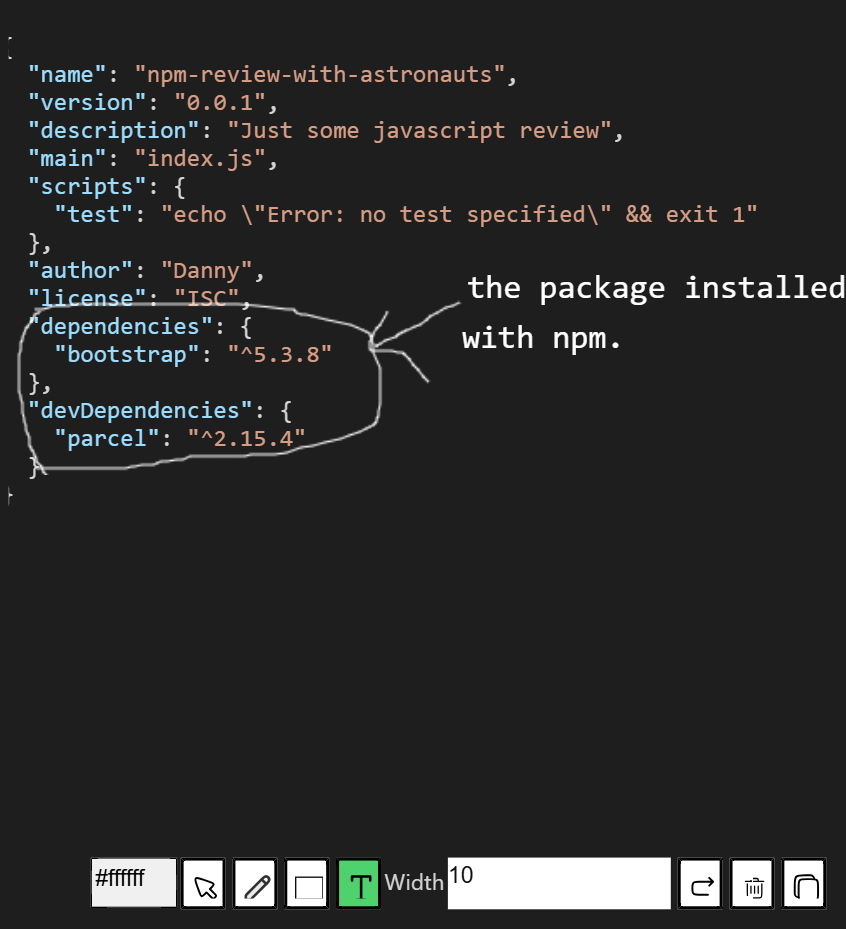 {
"name": "npm-review-with-astronauts",
"version": "0.0.1",
"description": "Just some javascript review",
"main": "index.js",
"scripts": {
"test": "echo \"Error: no test specified\" && exit 1"
},
"author": "Danny",
"license": "ISC",
the package installed
with npm.
"dependencies": {
"bootstrap": "^5.3.8"
},
"devDependencies": {
"parcel": "^2.15.4"
}
}
#ffffff T Width 10